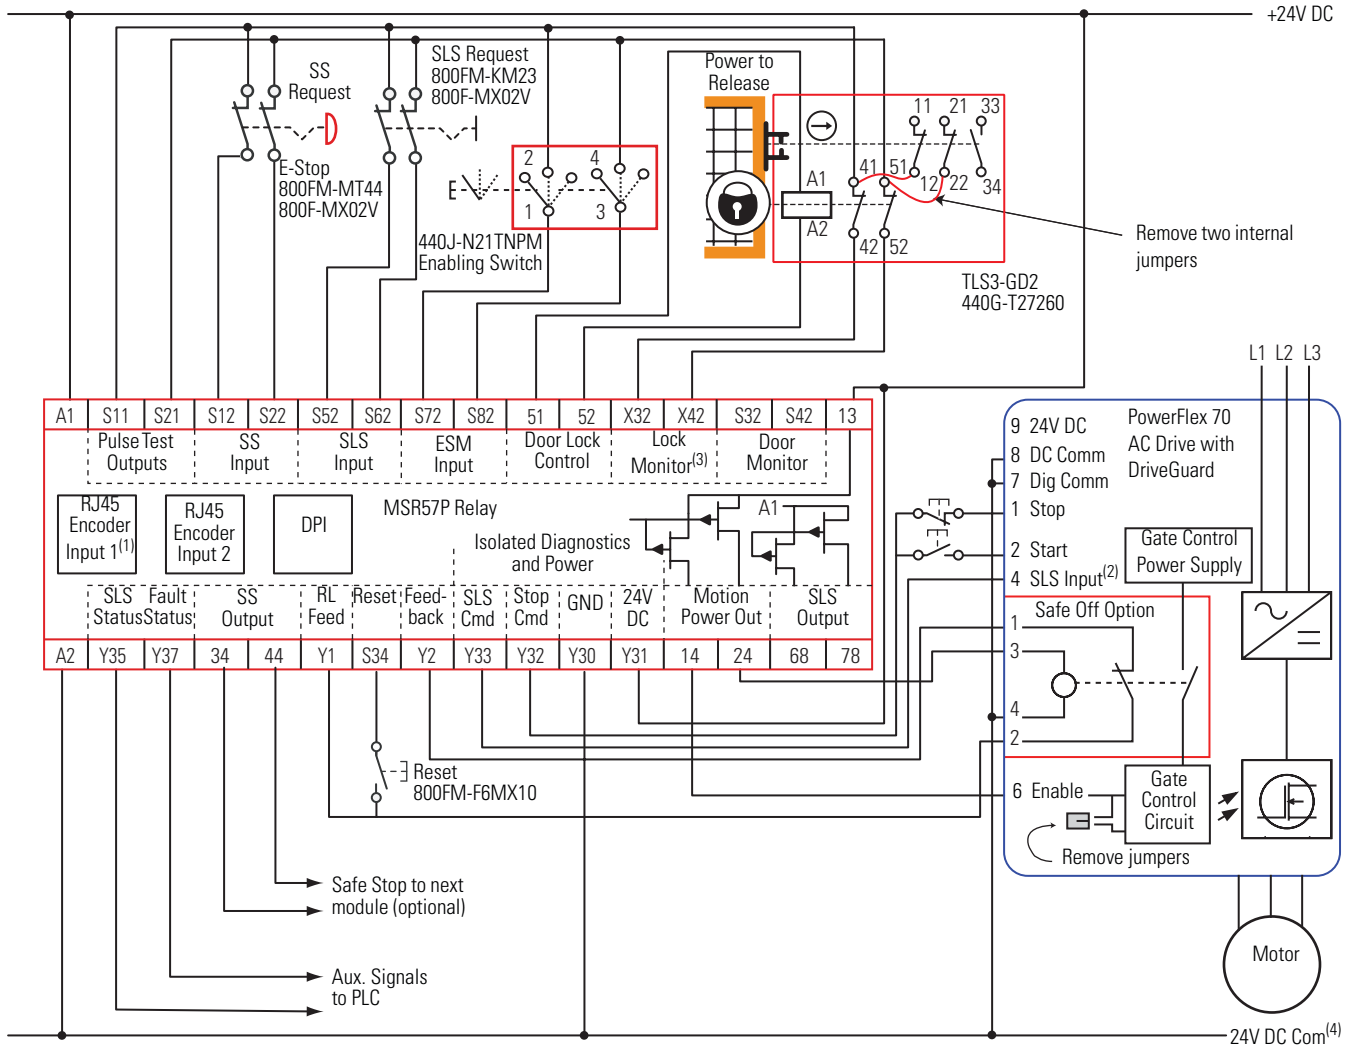 +24V DC
SS
Request
SLS Request
800FM-KM23
800F-MX02V
Power to
Release
11 21 33
E-Stop
800FM-MT44
800F-MX02V
2 4
1 3
440J-N21TNPM
Enabling Switch
A1
A2
41 51
12 22 34
42 52
Remove two internal
jumpers
TLS3-GD2
440G-T27260
L1 L2 L3
A1 S11 S21 S12 S22 S52 S62 S72 S82 51 52 X32 X42 S32 S42 13
Pulse Test
Outputs
SS
Input
SLS
Input
ESM
Input
Door Lock
Control
Lock
Monitor(3)
Door
Monitor
RJ45
Encoder
Input 1(1)
RJ45
Encoder
Input 2
DPI
MSR57P Relay
Isolated Diagnostics
and Power
A1
SLS
Status
Fault
Status
SS
Output
RL
Feed
Reset
Feed-
back
SLS
Cmd
Stop
Cmd
GND
24V
DC
Motion
Power Out
SLS
Output
A2 Y35 Y37 34 44 Y1 S34 Y2 Y33 Y32 Y30 Y31 14 24 68 78
PowerFlex 70
AC Drive with
DriveGuard
9 24V DC
8 DC Comm
7 Dig Comm
1 Stop
2 Start
4 SLS Input(2)
Gate Control
Power Supply
Safe Off Option
1
3
4
2
6 Enable
Gate
Control
Circuit
Remove jumpers
Reset
800FM-F6MX10
Safe Stop to next
module (optional)
Aux. Signals
to PLC
Motor
24V DC Com(4)